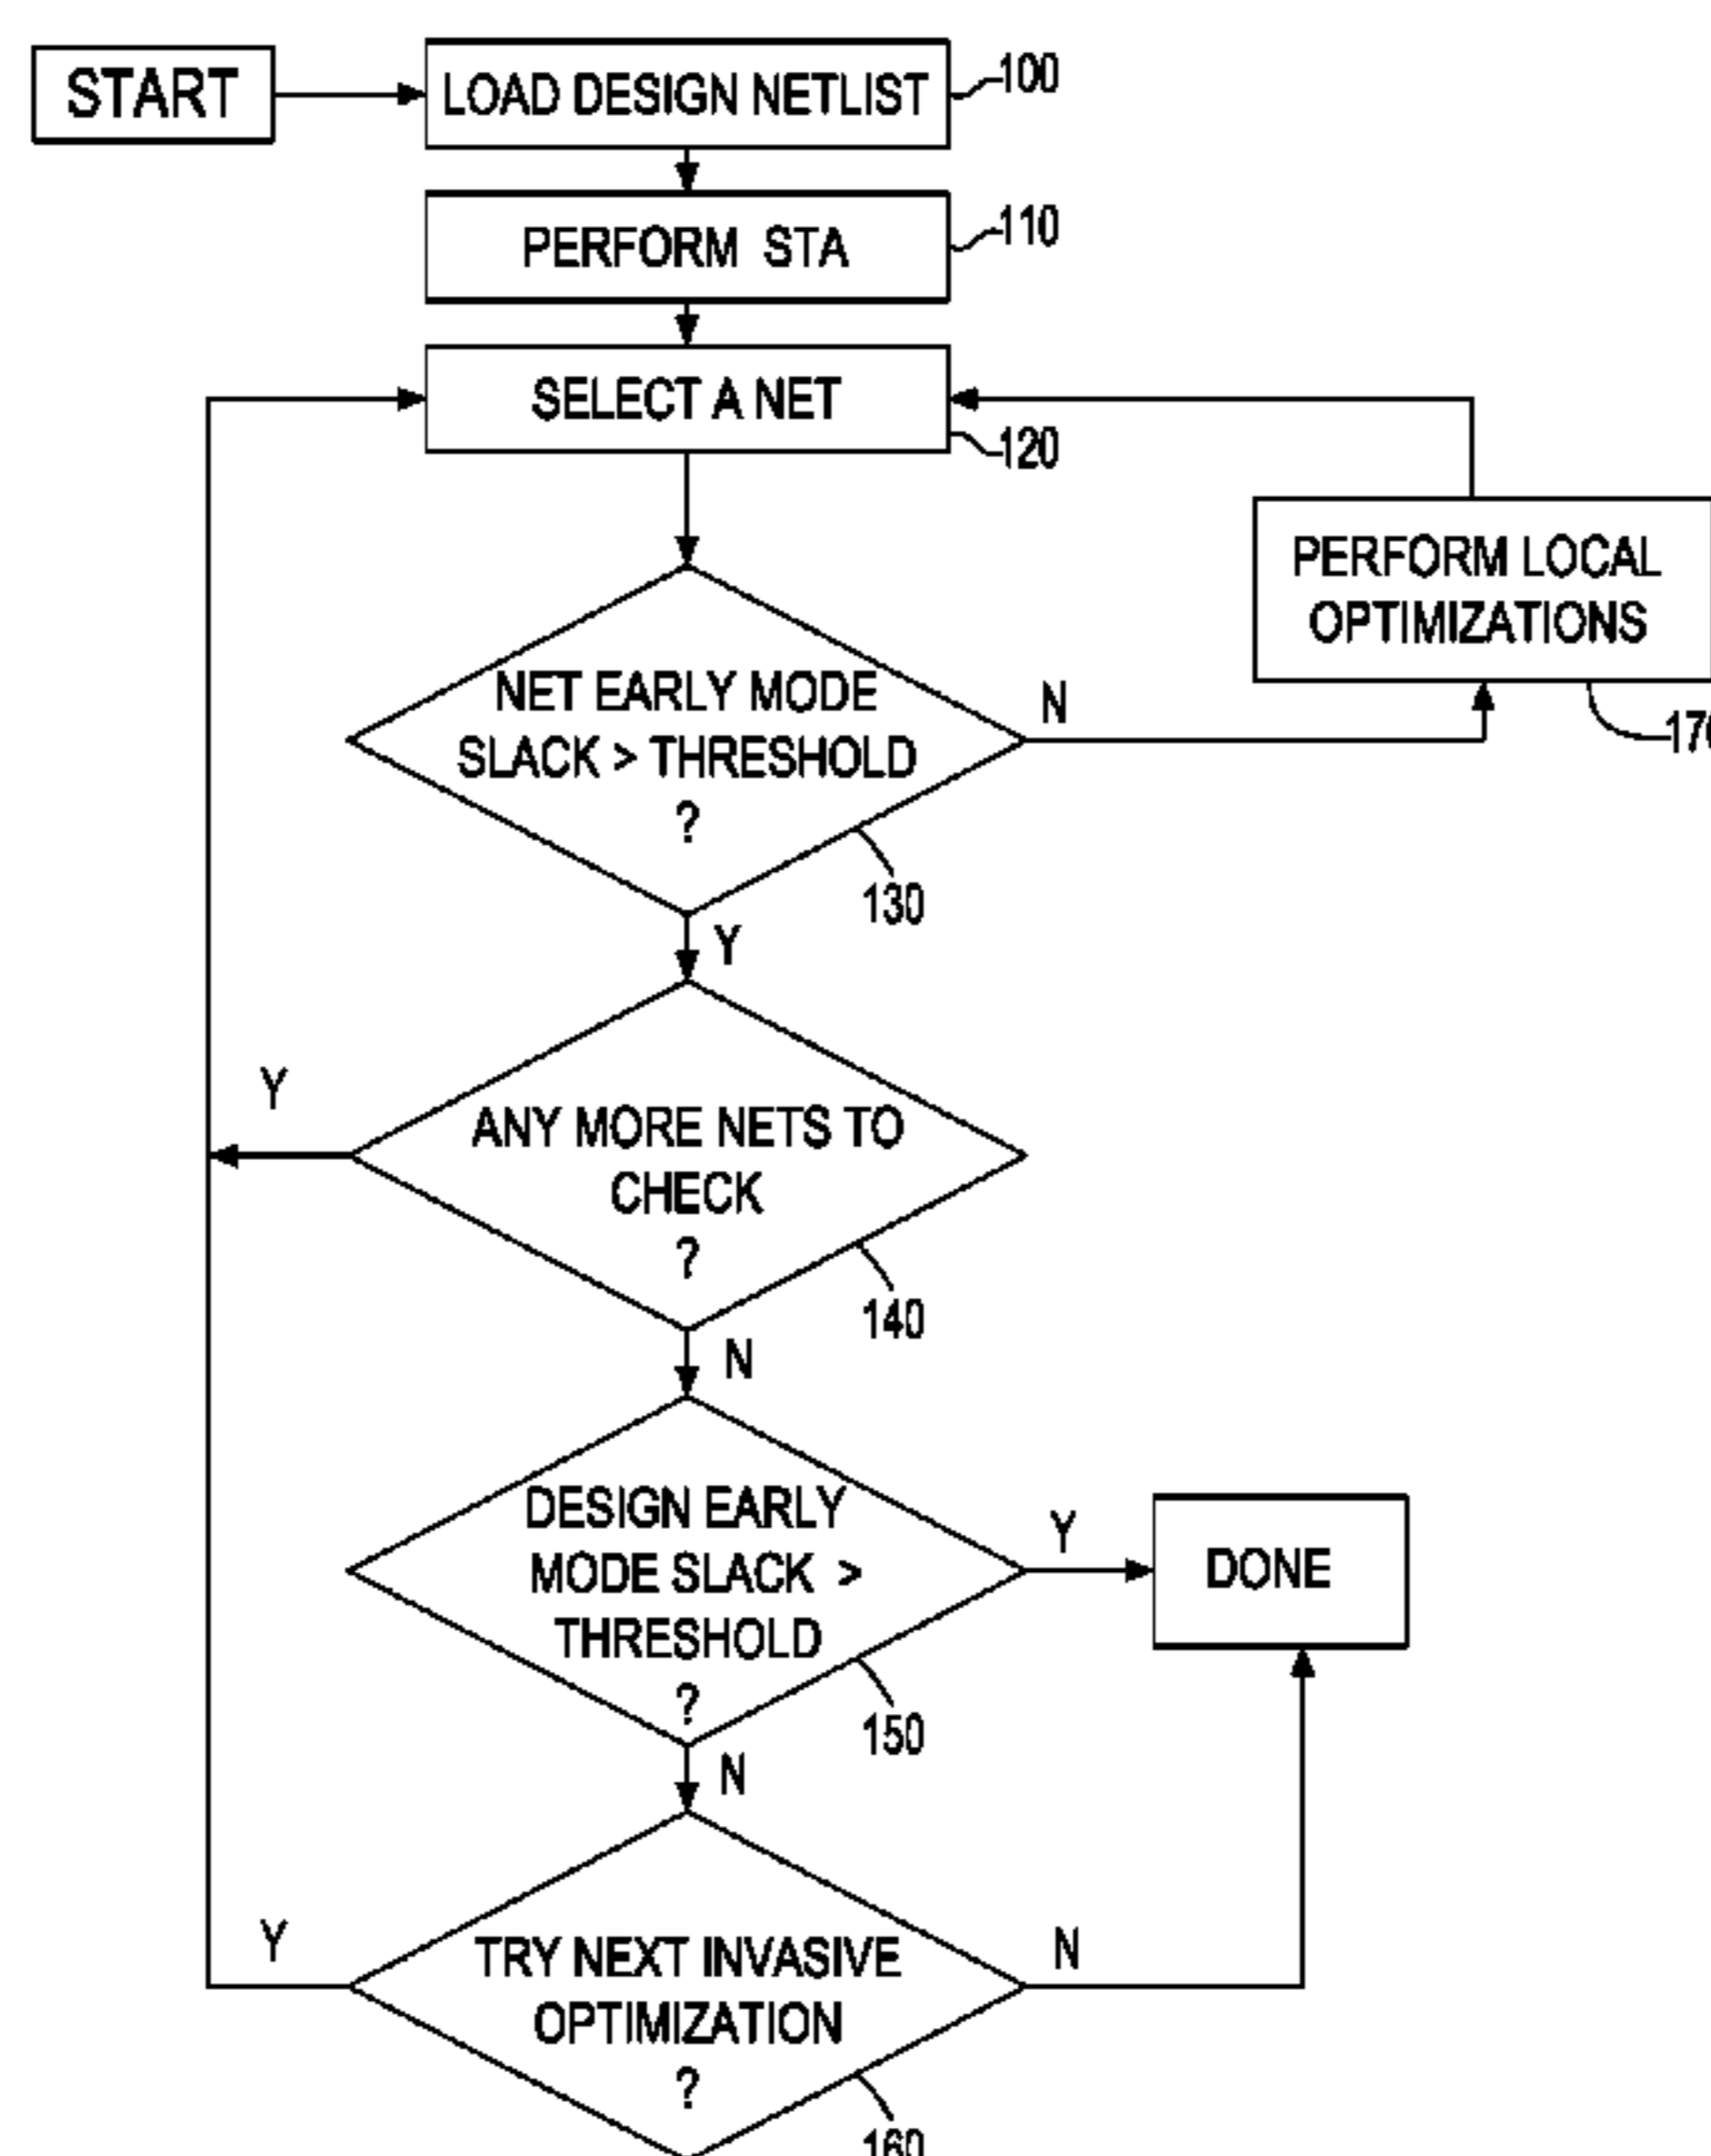 START
LOAD DESIGN NETLIST
100
PERFORM STA
110
SELECT A NET
120
PERFORM LOCAL
OPTIMIZATIONS
170
NET EARLY MODE
SLACK > THRESHOLD
?
N
130
Y
Y
ANY MORE NETS TO
CHECK
?
140
N
DESIGN EARLY
MODE SLACK >
THRESHOLD
?
Y
DONE
150
N
Y
TRY NEXT INVASIVE
OPTIMIZATION
?
N
160